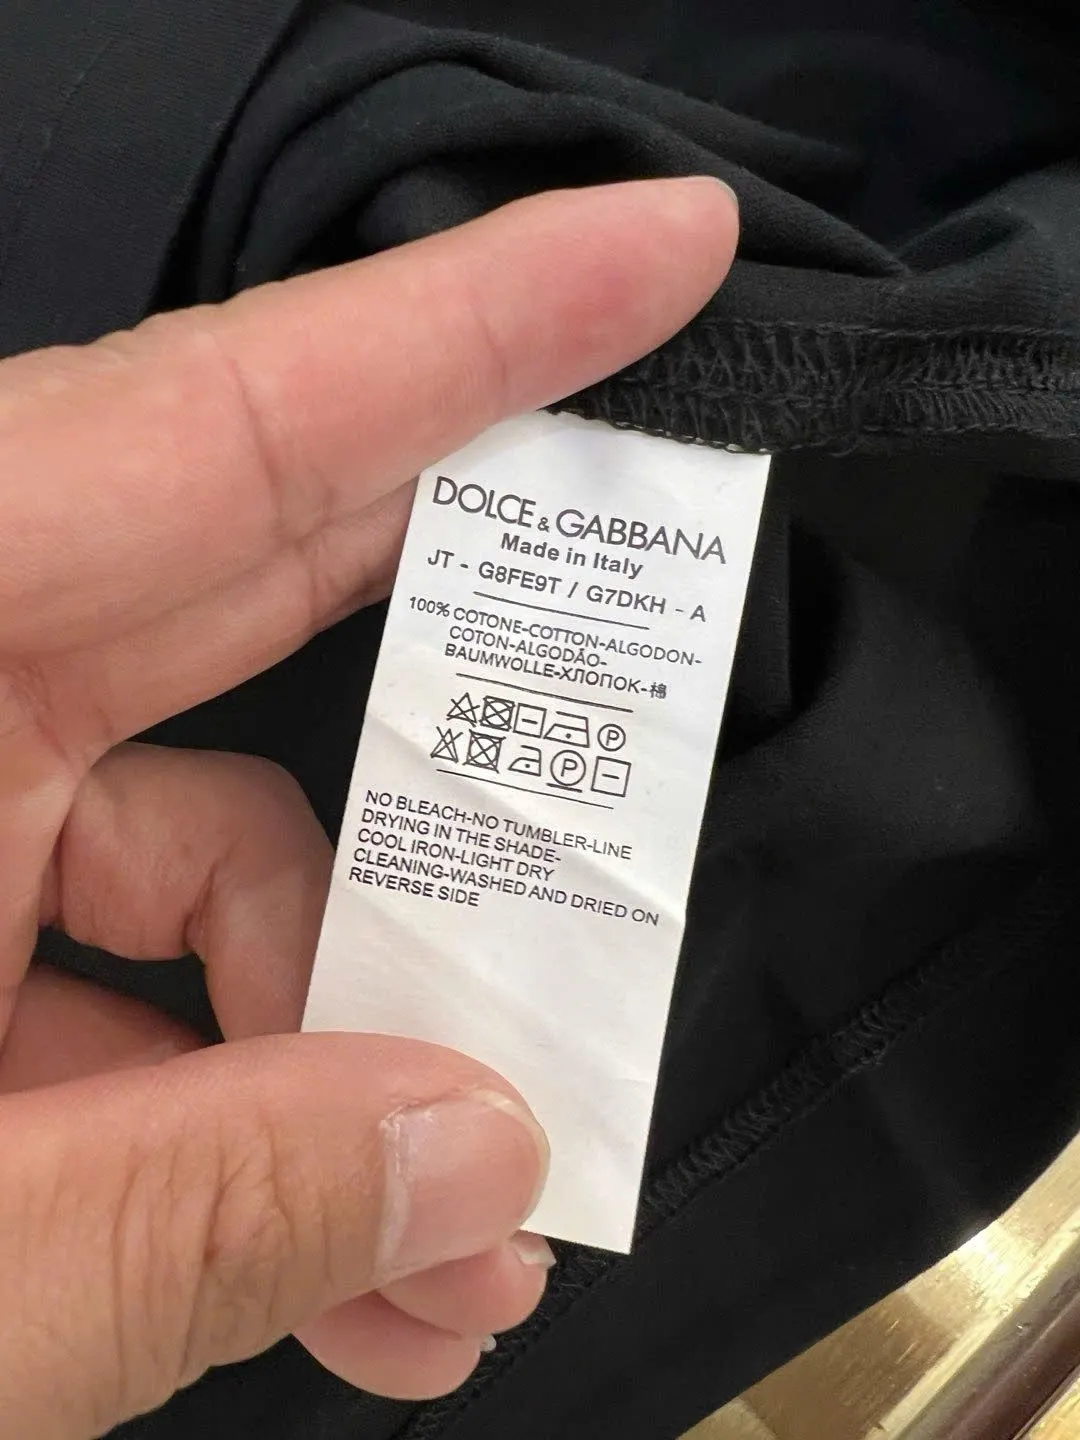 DOLCE & GABBANA
Made in Italy
JT - G8FE9T / G7DKH - A
100% COTONE-COTTON-ALGODON-
COTON-ALGODÃO-
BAUMWOLLE-ХЛОПОК-棉
P
P
NO BLEACH-NO TUMBLER-LINE
DRYING IN THE SHADE-
COOL IRON-LIGHT DRY
CLEANING-WASHED AND DRIED ON
REVERSE SIDE